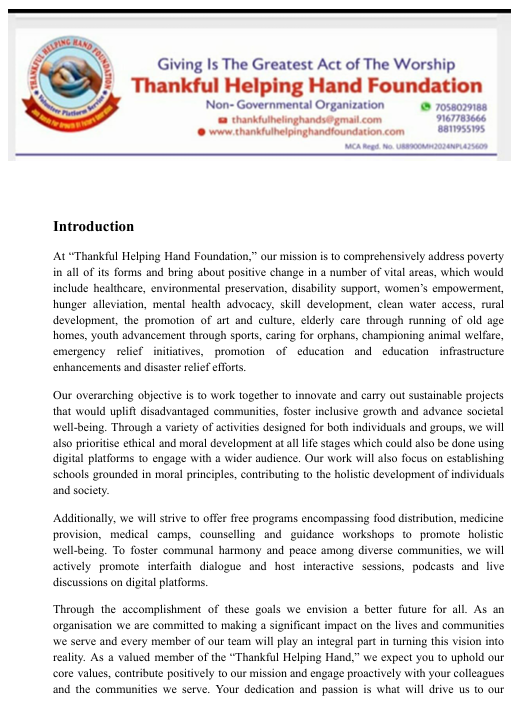 THANKFUL HELPING HAND FOUNDATION
Volunteer Platform Service
Giving Is The Greatest Act of The Worship
Thankful Helping Hand Foundation
Non- Governmental Organization
thankfulhelinghands@gmail.com
www.thankfulhelpinghandfoundation.com
7058029188
9167783666
8811955195
MCA Regd. No. U88900MH2024NPL425609
Introduction
At “Thankful Helping Hand Foundation,” our mission is to comprehensively address poverty
in all of its forms and bring about positive change in a number of vital areas, which would
include healthcare, environmental preservation, disability support, women’s empowerment,
hunger alleviation, mental health advocacy, skill development, clean water access, rural
development, the promotion of art and culture, elderly care through running of old age
homes, youth advancement through sports, caring for orphans, championing animal welfare,
emergency relief initiatives, promotion of education and education infrastructure
enhancements and disaster relief efforts.
Our overarching objective is to work together to innovate and carry out sustainable projects
that would uplift disadvantaged communities, foster inclusive growth and advance societal
well-being. Through a variety of activities designed for both individuals and groups, we will
also prioritise ethical and moral development at all life stages which could also be done using
digital platforms to engage with a wider audience. Our work will also focus on establishing
schools grounded in moral principles, contributing to the holistic development of individuals
and society.
Additionally, we will strive to offer free programs encompassing food distribution, medicine
provision, medical camps, counselling and guidance workshops to promote holistic
well-being. To foster communal harmony and peace among diverse communities, we will
actively promote interfaith dialogue and host interactive sessions, podcasts and live
discussions on digital platforms.
Through the accomplishment of these goals we envision a better future for all. As an
organisation we are committed to making a significant impact on the lives and communities
we serve and every member of our team will play an integral part in turning this vision into
reality. As a valued member of the “Thankful Helping Hand,” we expect you to uphold our
core values, contribute positively to our mission and engage proactively with your colleagues
and the communities we serve. Your dedication and passion is what will drive us to our